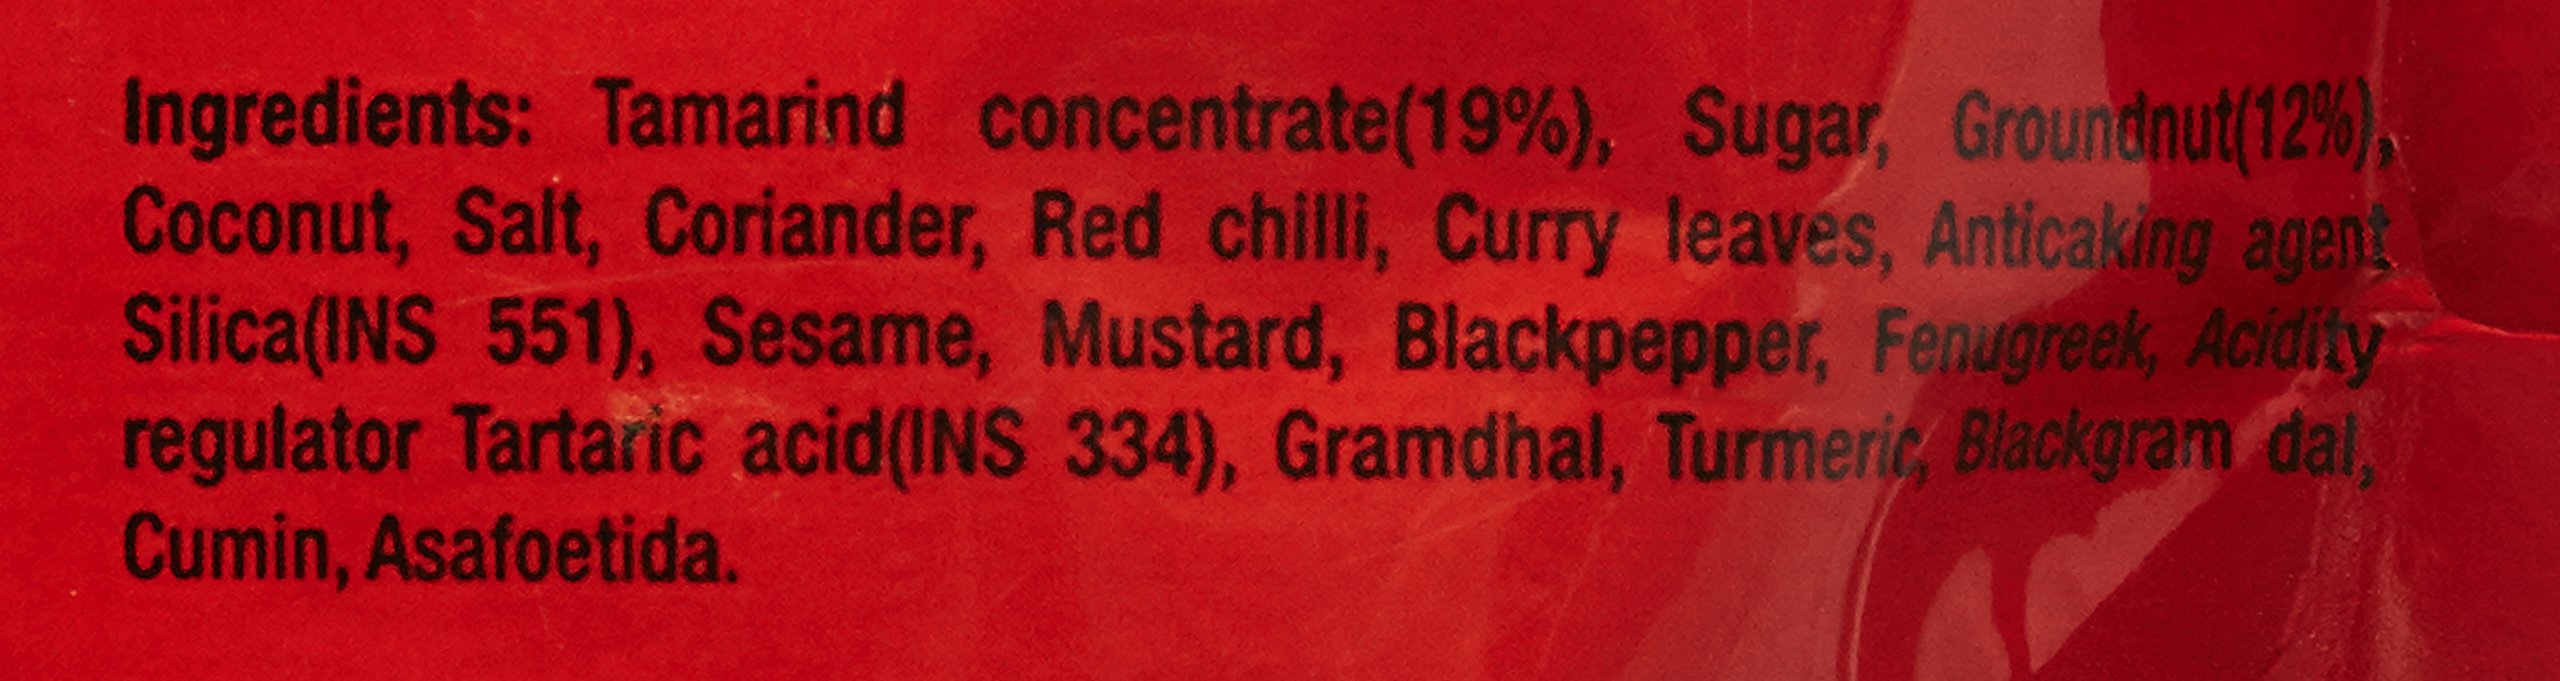 Ingredients: Tamarind concentrate(19%), Sugar, Groundnut(12%),
Coconut, Salt, Coriander, Red chilli, Curry leaves, Anticaking agent
Silica(INS 551), Sesame, Mustard, Blackpepper, Fenugreek, Acidity
regulator Tartaric acid(INS 334), Gramdhal, Turmeric, Blackgram dal,
Cumin, Asafoetida.